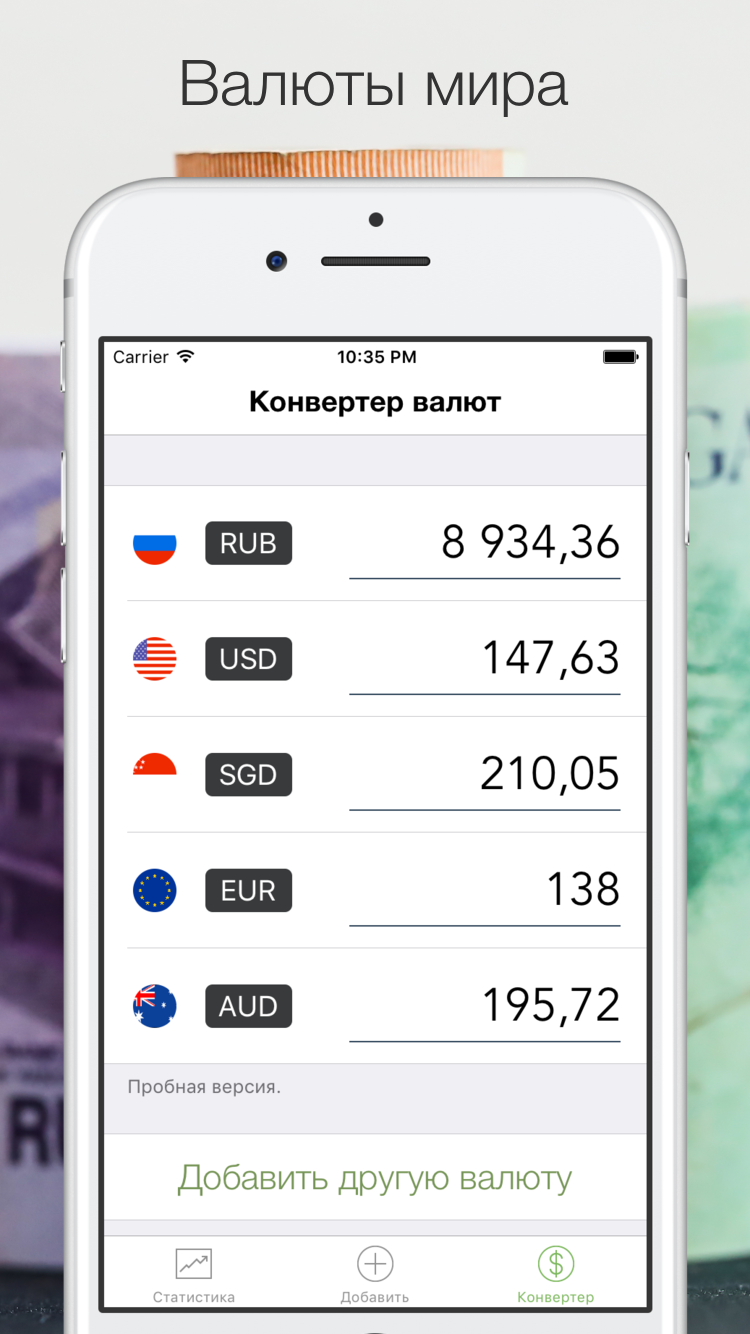 Валюты мира
Carrier 10:35 PM
Конвертер валют
RUB 8 934,36
USD 147,63
SGD 210,05
EUR 138
AUD 195,72
Пробная версия.
Добавить другую валюту
Статистика Добавить Конвертер